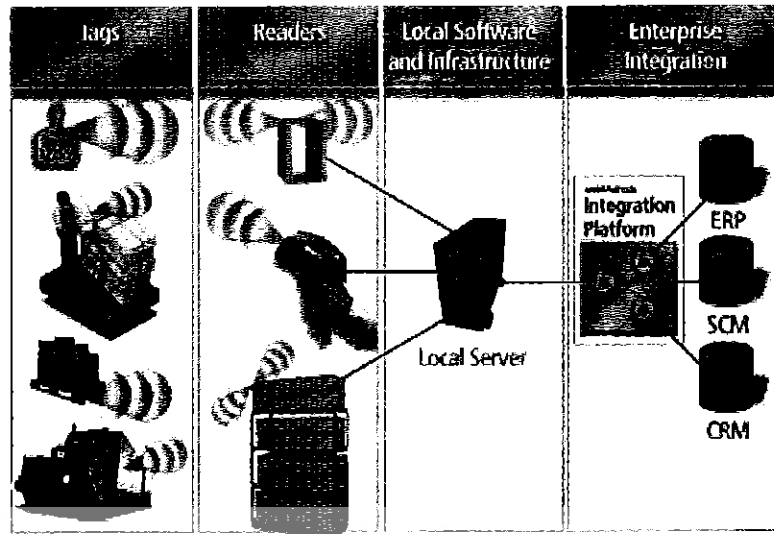 Tags
Readers
Local Software
and Infrastructure
Enterprise
Integration
Integration
Platform
ERP
SCM
CRM
Local Server